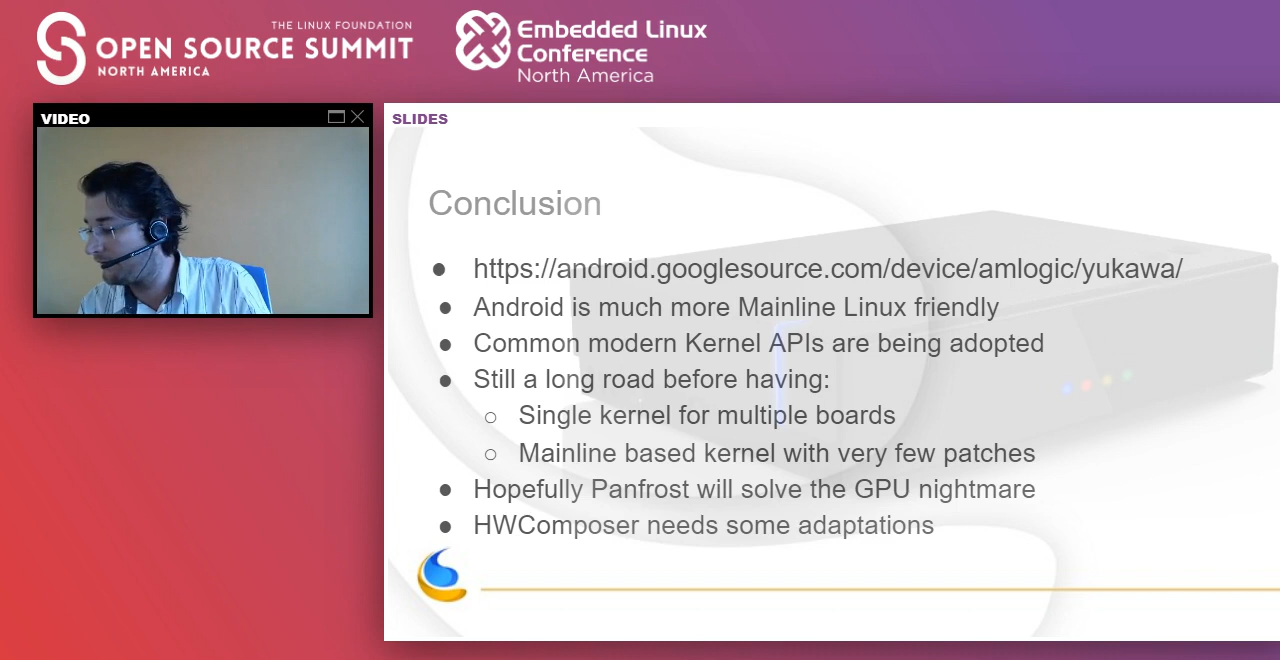 THE LINUX FOUNDATION
OPEN SOURCE SUMMIT
NORTH AMERICA
Embedded Linux
Conference
North America
VIDEO
SLIDES
Conclusion
● https://android.googlesource.com/device/amlogic/yukawa/
● Android is much more Mainline Linux friendly
● Common modern Kernel APIs are being adopted
● Still a long road before having:
○ Single kernel for multiple boards
○ Mainline based kernel with very few patches
● Hopefully Panfrost will solve the GPU nightmare
● HWComposer needs some adaptations